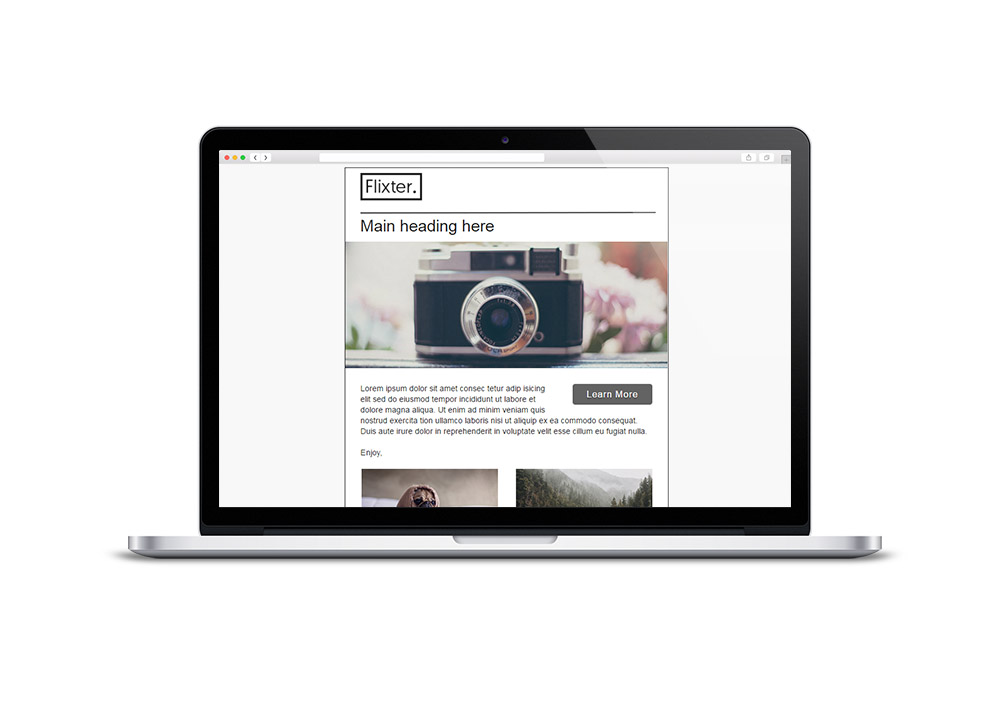 Flixter.
Main heading here
Lorem ipsum dolor sit amet consec tetur adip isicing
Learn More
elit sed do eiusmod tempor incididunt ut labore et
dolore magna aliqua. Ut enim ad minim veniam quis
nostrud exercita tion ullamco laboris nisi ut aliquip ex ea commodo consequat.
Duis aute irure dolor in reprehenderit in voluptate velit esse cillum eu fugiat nulla.
Enjoy,